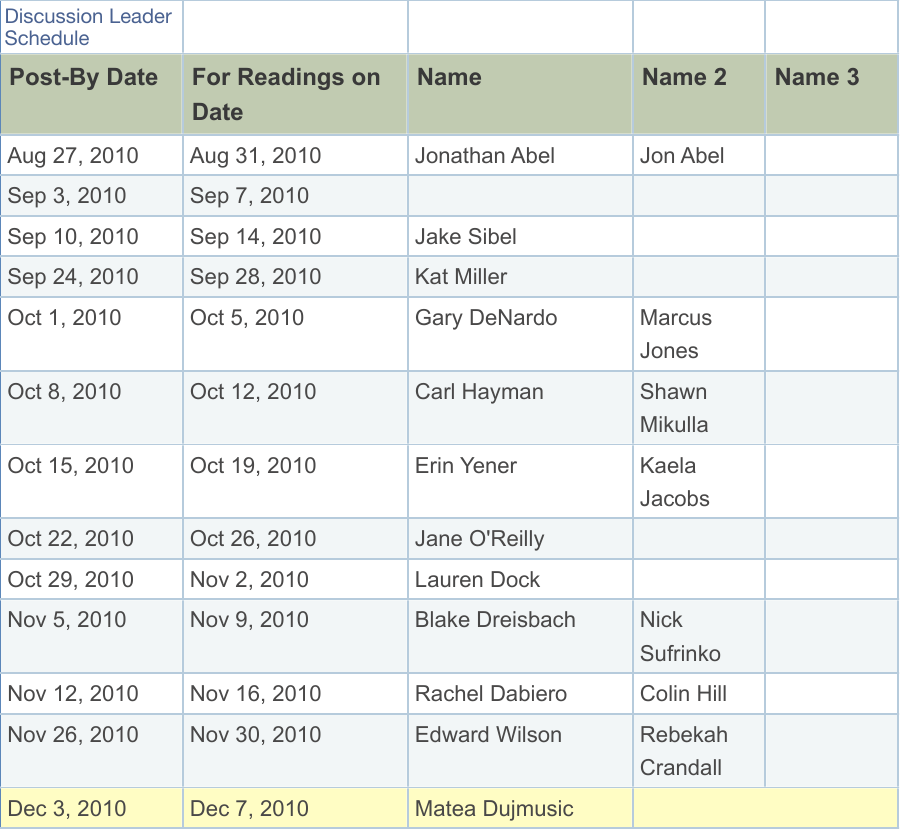 Discussion Leader
Schedule
Post-By Date For Readings on Name Name 2 Name 3
Date
Aug 27, 2010 Aug 31, 2010 Jonathan Abel Jon Abel
Sep 3, 2010 Sep 7, 2010
Sep 10, 2010 Sep 14, 2010 Jake Sibel
Sep 24, 2010 Sep 28, 2010 Kat Miller
Oct 1, 2010 Oct 5, 2010 Gary DeNardo Marcus
Jones
Oct 8, 2010 Oct 12, 2010 Carl Hayman Shawn
Mikulla
Oct 15, 2010 Oct 19, 2010 Erin Yener Kaela
Jacobs
Oct 22, 2010 Oct 26, 2010 Jane O'Reilly
Oct 29, 2010 Nov 2, 2010 Lauren Dock
Nov 5, 2010 Nov 9, 2010 Blake Dreisbach Nick
Sufrinko
Nov 12, 2010 Nov 16, 2010 Rachel Dabiero Colin Hill
Nov 26, 2010 Nov 30, 2010 Edward Wilson Rebekah
Crandall
Dec 3, 2010 Dec 7, 2010 Matea Dujmusic